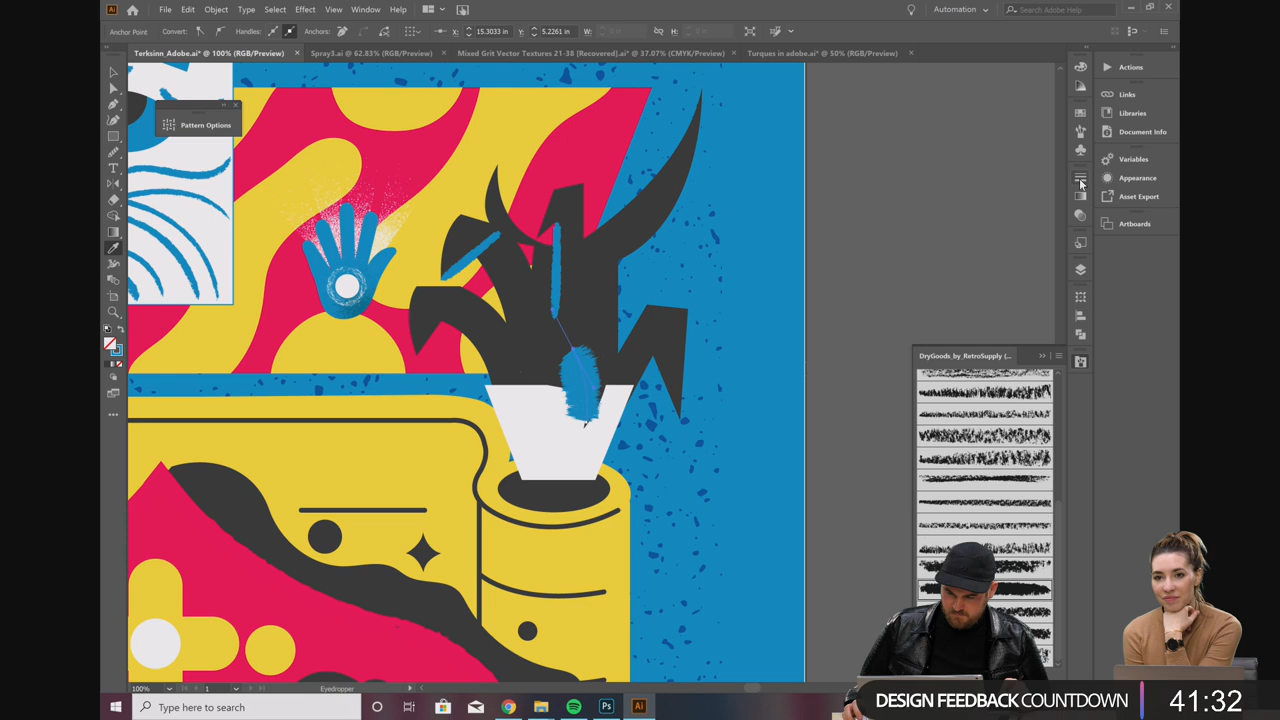 Ai File Edit Object Type Select Effect View Window Help Automation Search Adobe Help
Anchor Point Convert: Handles: Anchors: X: 15.3033 in Y: 5.2261 in W: H:
Terksinn_Adobe.ai* @ 100% (RGB/Preview) Spray3.ai @ 62.83% (RGB/Preview) Mixed Grit Vector Textures 21-38 [Recovered].ai* @ 37.07% (CMYK/Preview) Turques in adobe.ai* @ 50% (RGB/Preview)
Pattern Options
Actions
Links
Libraries
Document Info
Variables
Appearance
Asset Export
Artboards
DryGoods_by_RetroSupply (...
100% 1 Eyedropper
Type here to search
Ps Ai
DESIGN FEEDBACK COUNTDOWN 41:32